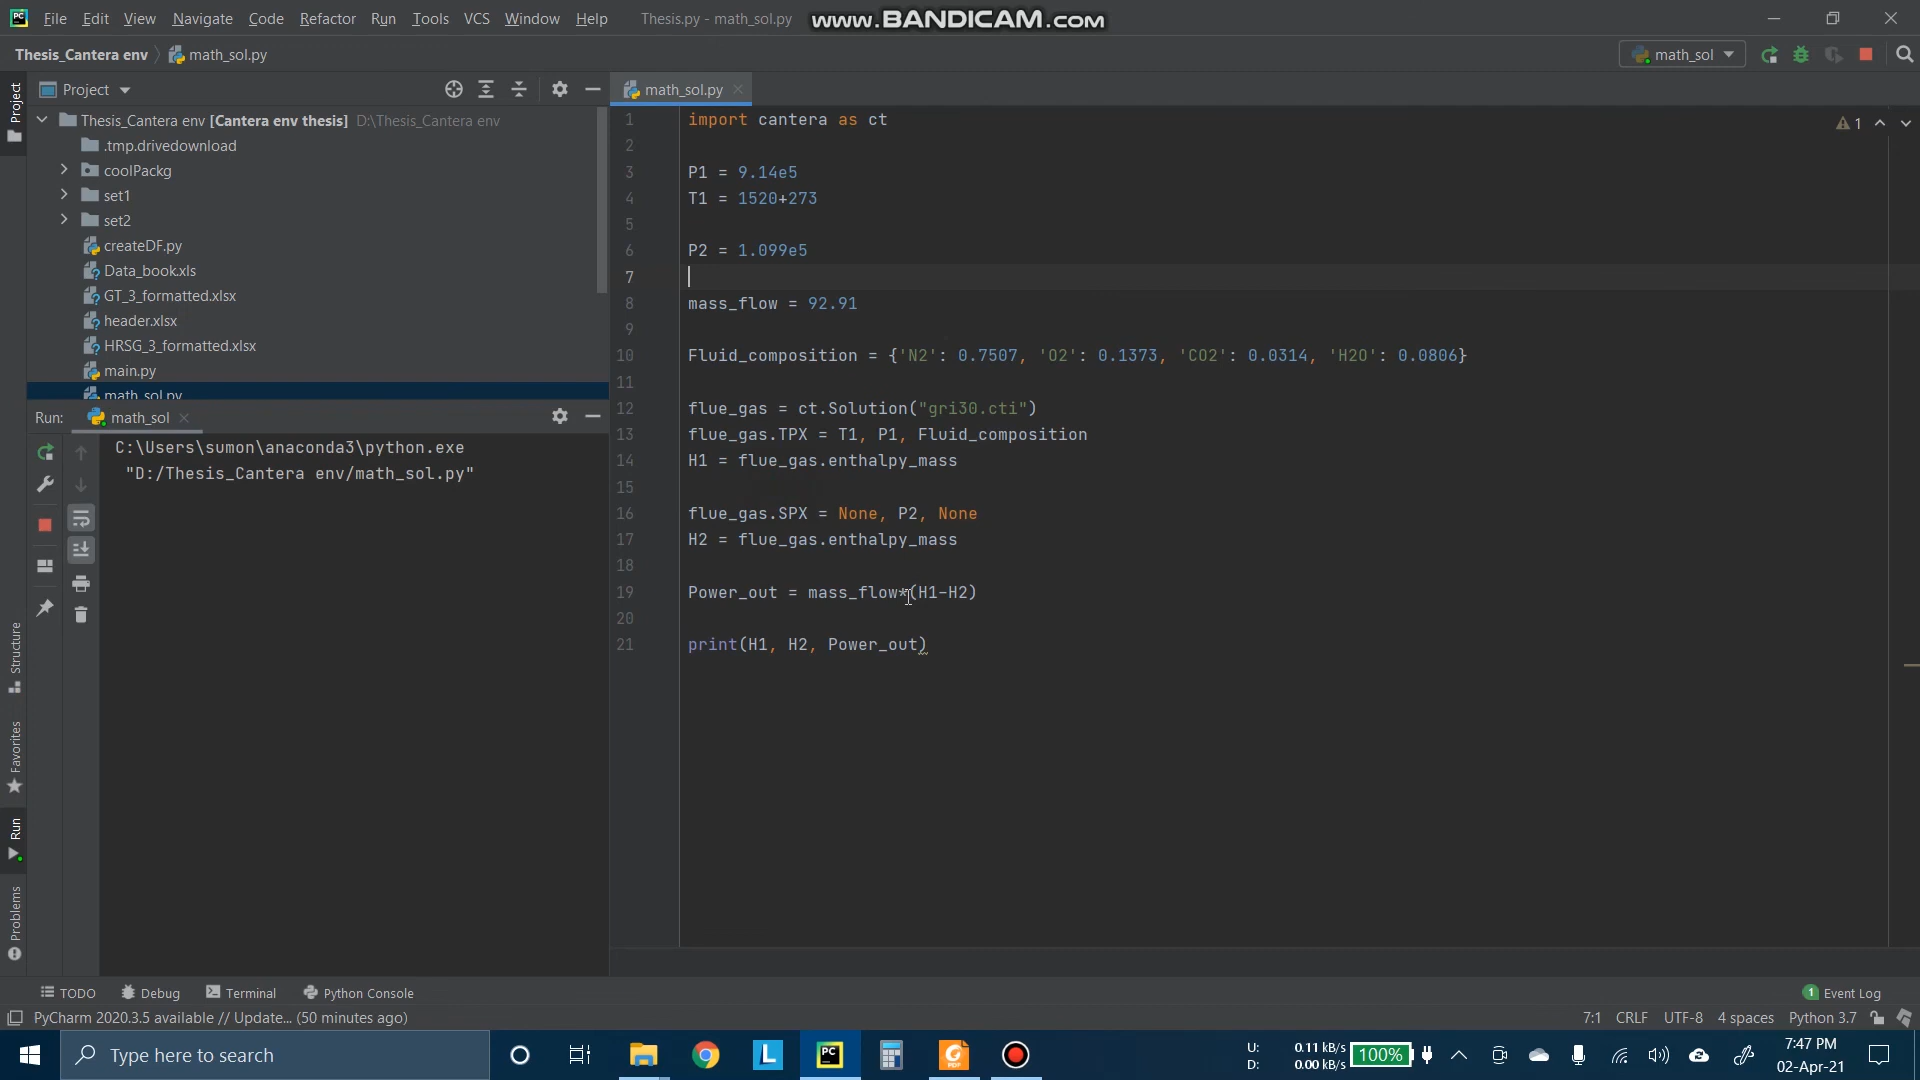 File Edit View Navigate Code Refactor Run Tools VCS Window Help Thesis.py - math_sol.py www.BANDICAM.com
Thesis_Cantera env math_sol.py math_sol
Project
Project
math_sol.py
Thesis_Cantera env [Cantera env thesis] D:\Thesis_Cantera env
.tmp.drivedownload
coolPackg
set1
set2
createDF.py
Data_book.xls
GT_3_formatted.xlsx
header.xlsx
HRSG_3_formatted.xlsx
main.py
math_sol.py
1 import cantera as ct
1
2
3 P1 = 9.14e5
4 T1 = 1520+273
5
6 P2 = 1.099e5
7
8 mass_flow = 92.91
9
10 Fluid_composition = {'N2': 0.7507, 'O2': 0.1373, 'CO2': 0.0314, 'H2O': 0.0806}
11
12 flue_gas = ct.Solution("gri30.cti")
13 flue_gas.TPX = T1, P1, Fluid_composition
14 H1 = flue_gas.enthalpy_mass
15
16 flue_gas.SPX = None, P2, None
17 H2 = flue_gas.enthalpy_mass
18
19 Power_out = mass_flow*(H1-H2)
20
21 print(H1, H2, Power_out)
Run: math_sol
C:\Users\sumon\anaconda3\python.exe
"D:/Thesis_Cantera env/math_sol.py"
Structure
Favorites
Run
Problems
TODO Debug Terminal Python Console 1 Event Log
PyCharm 2020.3.5 available // Update... (50 minutes ago) 7:1 CRLF UTF-8 4 spaces Python 3.7
Type here to search
U: 0.11 kB/s
D: 0.00 kB/s
100%
7:47 PM
02-Apr-21